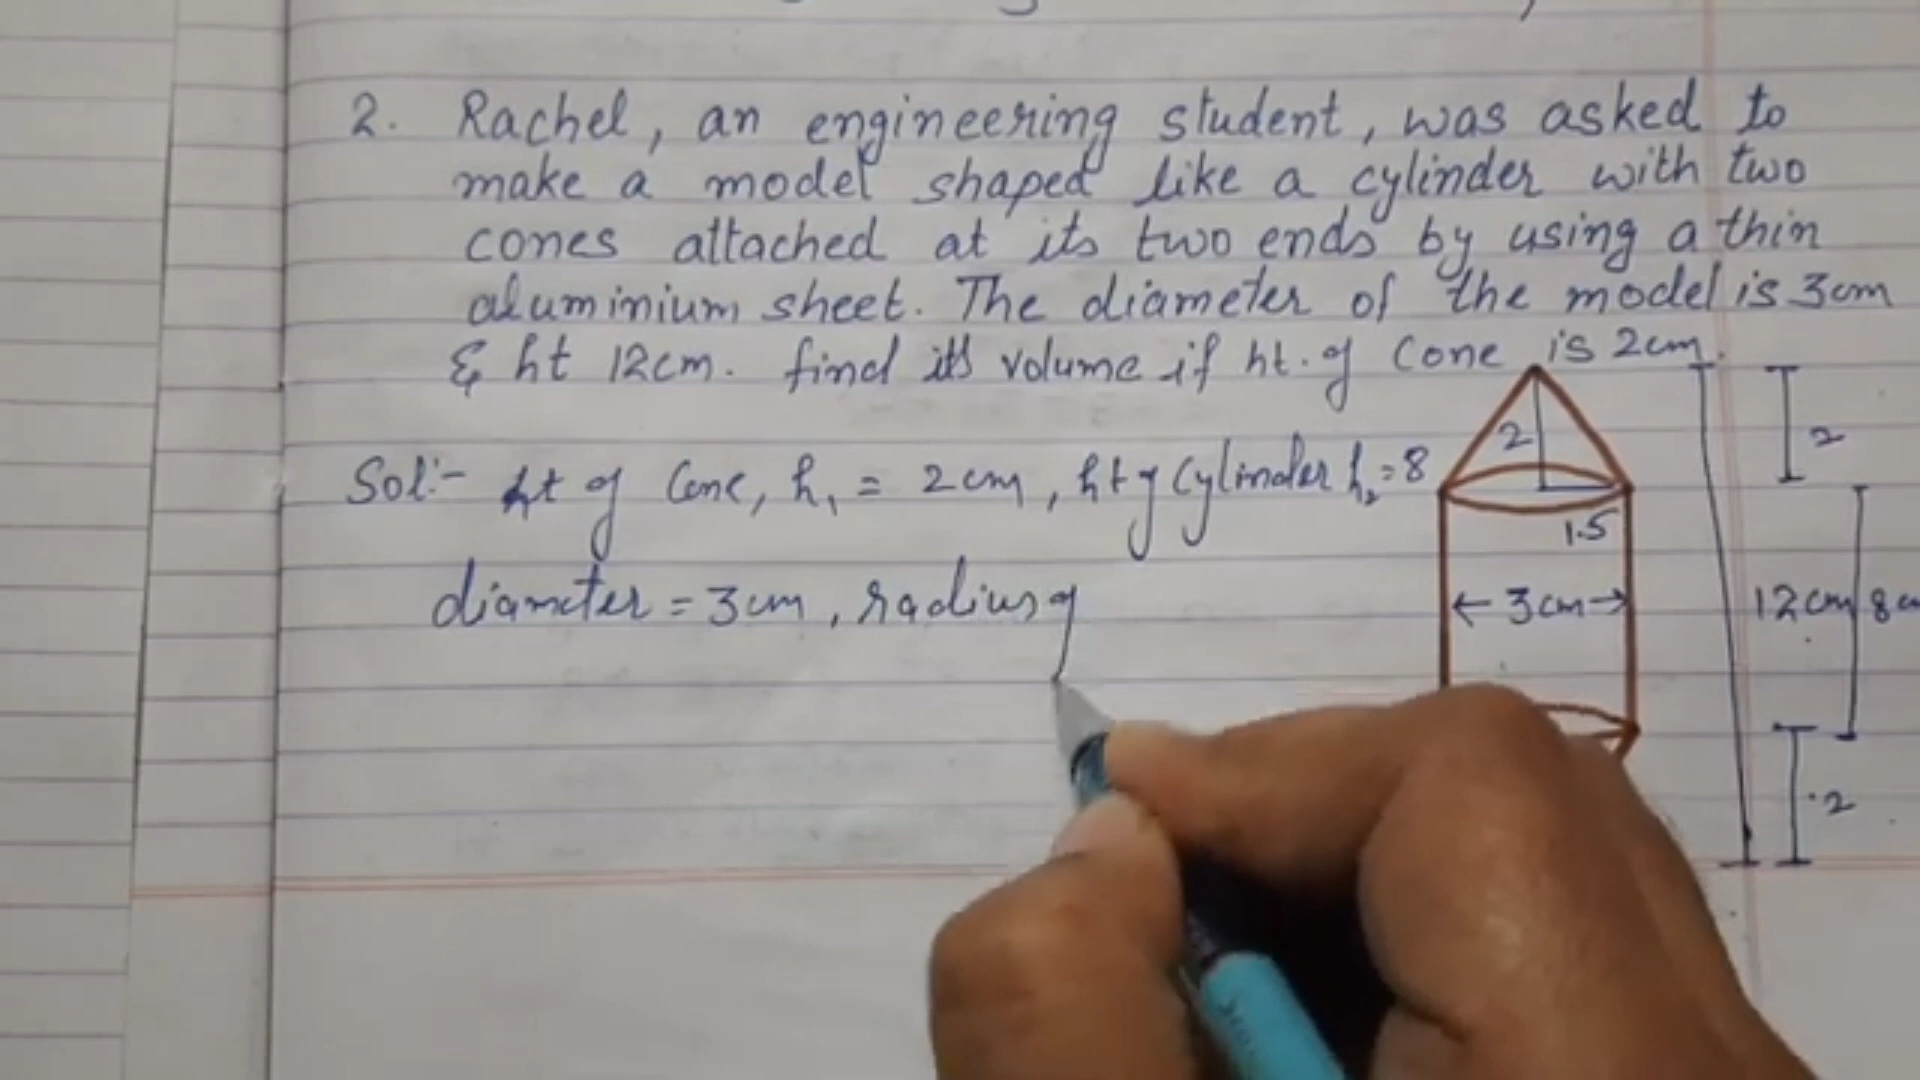 2. Rachel, an engineering student, was asked to
make a model shaped like a cylinder with two
cones attached at its two ends by using a thin
aluminium sheet. The diameter of the model is 3cm
& ht 12cm. find its volume if ht. of Cone is 2cm.
Sol:- ht of Cone, h₁ = 2cm, ht of Cylinder h₂=8
diameter = 3cm, radius of
2
1.5
← 3cm →
12cm
2
8c
2